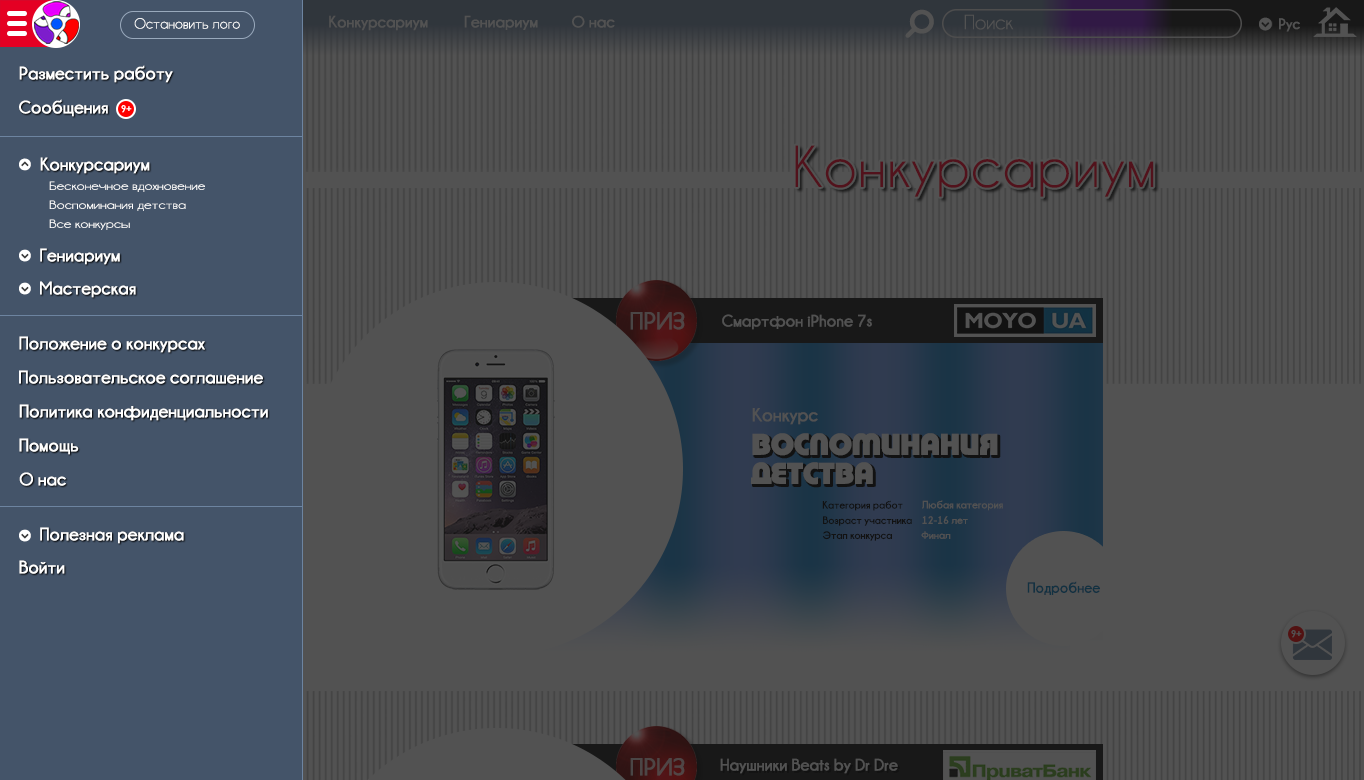 Остановить лого
Разместить работу
Сообщения 9+
Конкурсариум
Бесконечное вдохновение
Воспоминания детства
Все конкурсы
Гениариум
Мастерская
Положение о конкурсах
Пользовательское соглашение
Политика конфиденциальности
Помощь
О нас
Полезная реклама
Войти
Конкурсариум Гениариум О нас Поиск Рус
Конкурсариум
ПРИЗ Смартфон iPhone 7s MOYO UA
Конкурс
ВОСПОМИНАНИЯ
ДЕТСТВА
Категория работ Любая категория
Возраст участника 12-16 лет
Этап конкурса Финал
Подробнее
9+
ПРИЗ Наушники Beats by Dr Dre ПриватБанк